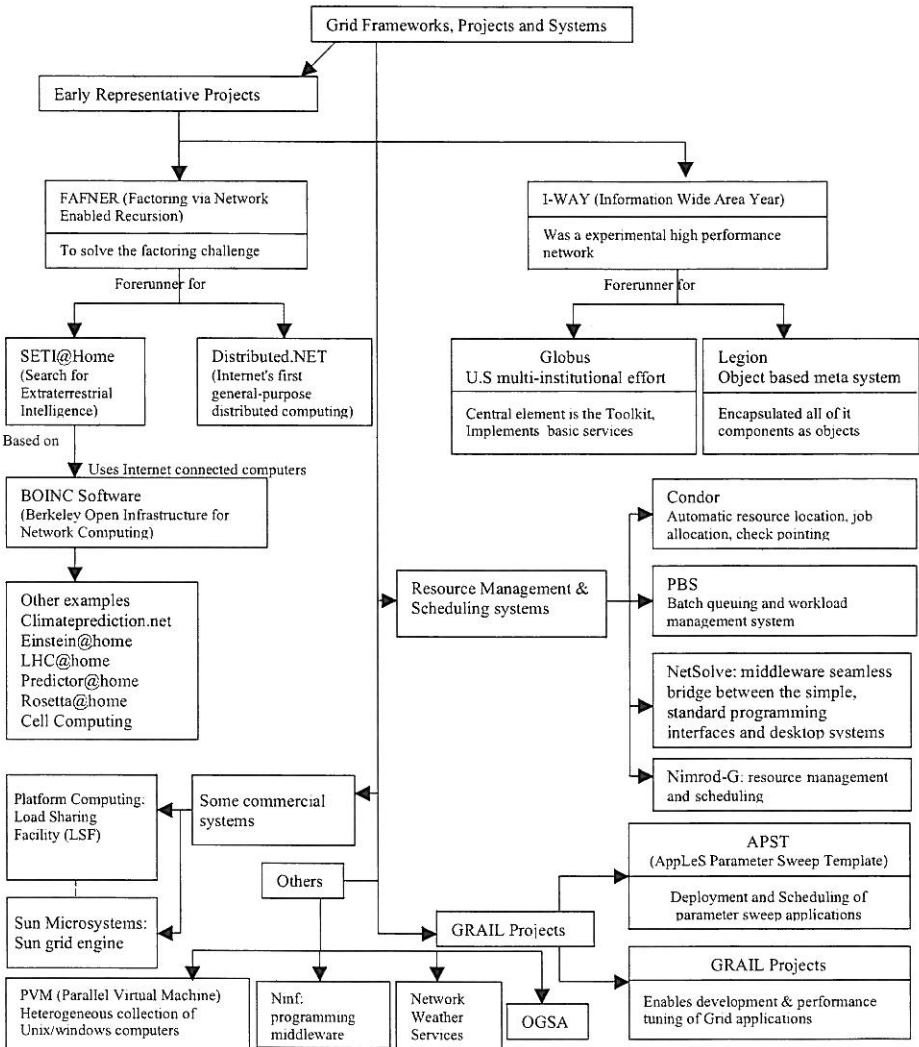 Grid Frameworks, Projects and Systems
Early Representative Projects
FAFNER (Factoring via Network
Enabled Recursion)
To solve the factoring challenge
I-WAY (Information Wide Area Year)
Was a experimental high performance
network
Forerunner for
Forerunner for
SETI@Home
(Search for
Extraterrestrial
Intelligence)
Distributed.NET
(Internet's first
general-purpose
distributed computing)
Globus
U.S multi-institutional effort
Central element is the Toolkit,
Implements basic services
Legion
Object based meta system
Encapsulated all of it
components as objects
Based on
Uses Internet connected computers
BOINC Software
(Berkeley Open Infrastructure for
Network Computing)
Other examples
Climateprediction.net
Einstein@home
LHC@home
Predictor@home
Rosetta@home
Cell Computing
Resource Management &
Scheduling systems
Condor
Automatic resource location, job
allocation, check pointing
PBS
Batch queuing and workload
management system
NetSolve: middleware seamless
bridge between the simple,
standard programming
interfaces and desktop systems
Nimrod-G: resource management
and scheduling
Some commercial
systems
Platform Computing:
Load Sharing
Facility (LSF)
Sun Microsystems:
Sun grid engine
Others
GRAIL Projects
APST
(AppLeS Parameter Sweep Template)
Deployment and Scheduling of
parameter sweep applications
GRAIL Projects
Enables development & performance
tuning of Grid applications
PVM (Parallel Virtual Machine)
Heterogeneous collection of
Unix/windows computers
Ninf:
programming
middleware
Network
Weather
Services
OGSA